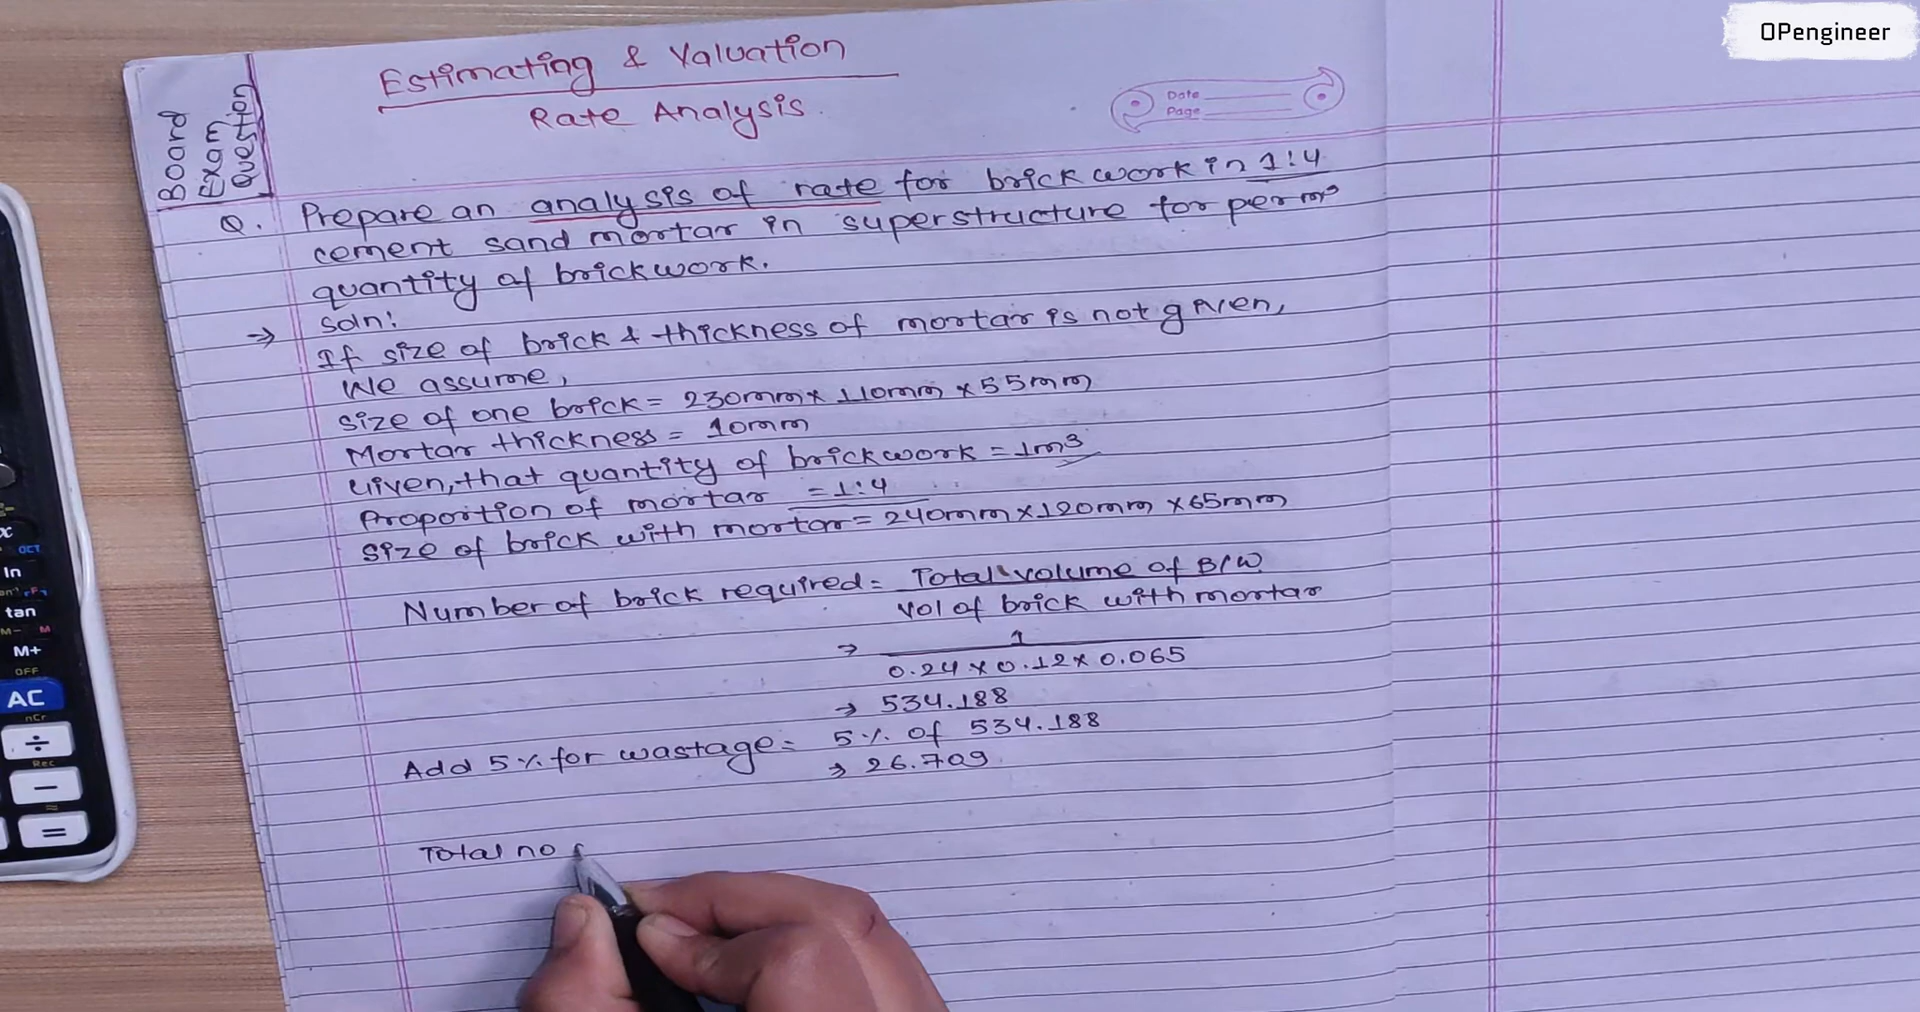 OPengineer
Estimating & Valuation
Rate Analysis
Board
Exam
Question
Date
Page
Q. Prepare an analysis of rate for brick work in 1:4
cement sand mortar in superstructure for per m³
quantity of brickwork.
→ Soln:
If size of brick & thickness of mortar is not given,
We assume,
size of one brick = 230mm × 110mm × 55mm
Mortar thickness = 10mm
Given, that quantity of brickwork = 1m³
Proportion of mortar = 1:4
Size of brick with mortar = 240mm × 120mm × 65mm
Number of brick required = Total volume of B/W
Vol of brick with mortar
→ 1
0.24 × 0.12 × 0.065
→ 534.188
Add 5% for wastage = 5% of 534.188
→ 26.709
Total no
x
OCT
ln
tan
M- M
M+
OFF
AC
nCr
÷
Rec
−
=